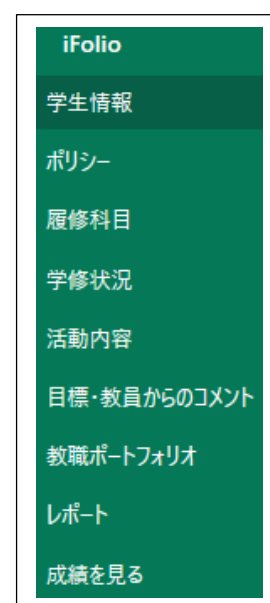 iFolio
学生情報
ポリシー
履修科目
学修状況
活動内容
目標・教員からのコメント
教職ポートフォリオ
レポート
成績を見る